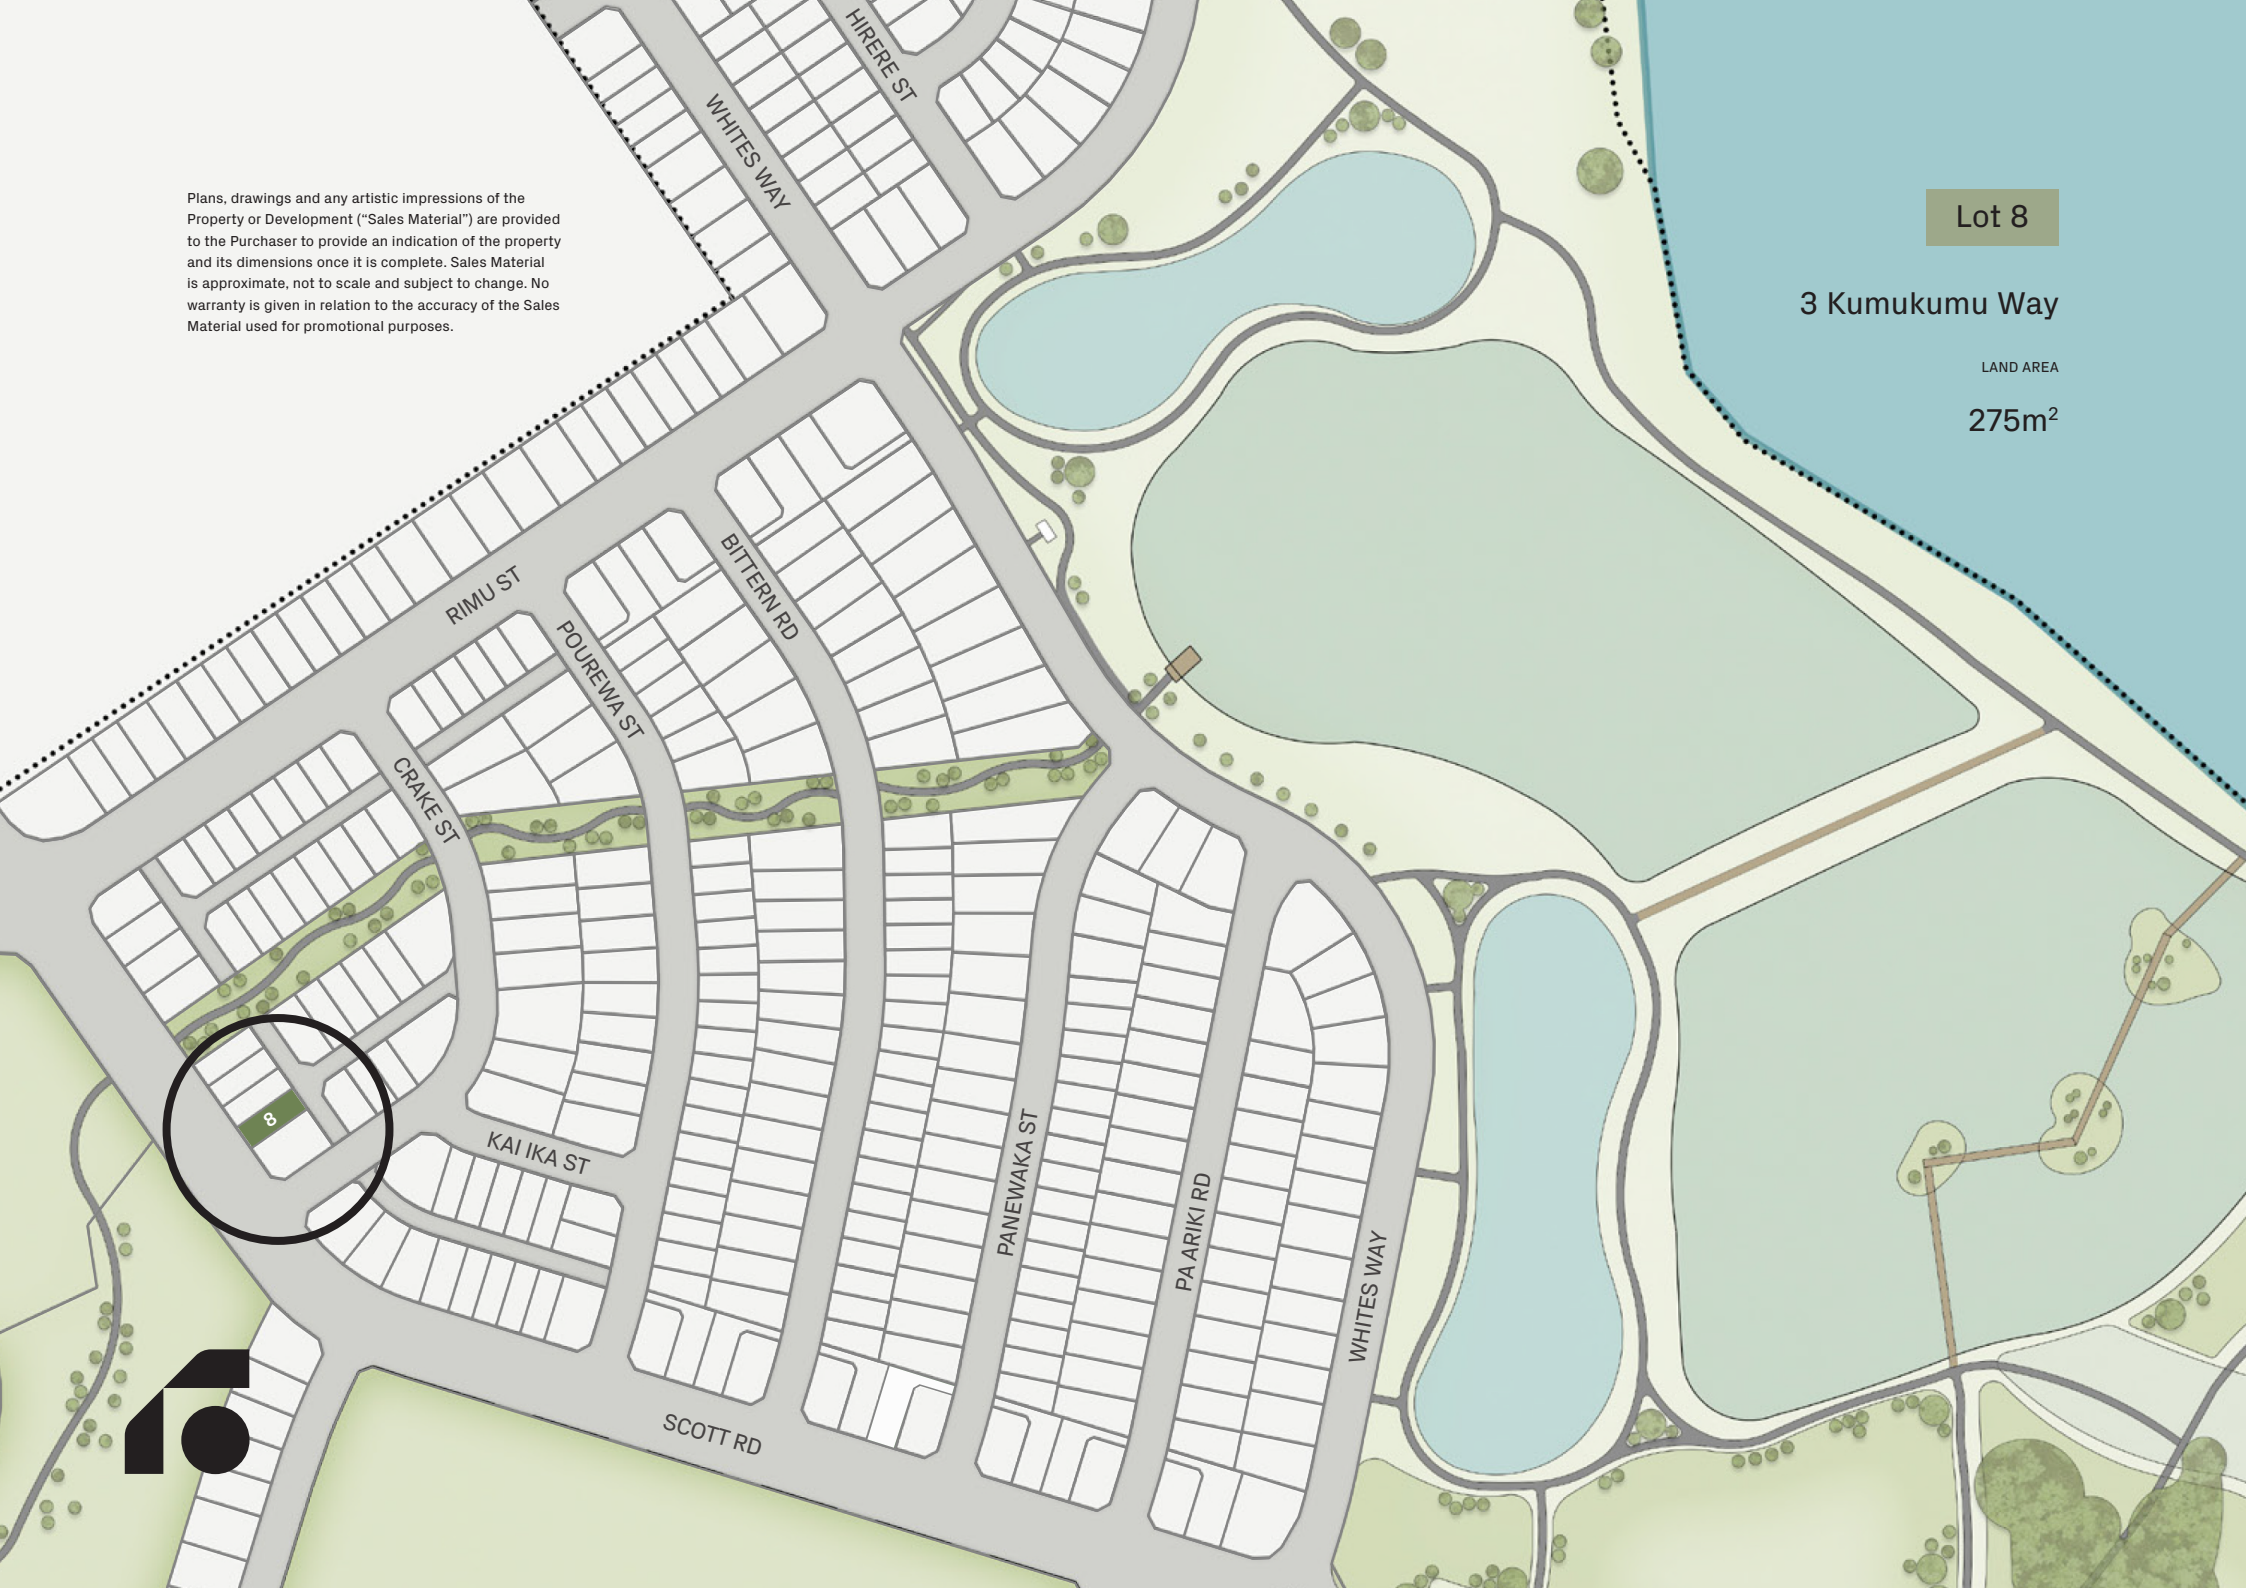 HIRERE ST
WHITES WAY
Plans, drawings and any artistic impressions of the
Property or Development (“Sales Material”) are provided
to the Purchaser to provide an indication of the property
and its dimensions once it is complete. Sales Material
is approximate, not to scale and subject to change. No
warranty is given in relation to the accuracy of the Sales
Material used for promotional purposes.
Lot 8
3 Kumukumu Way
LAND AREA
275m²
RIMU ST
BITTERN RD
POUREWA ST
CRAKE ST
8
KAI IKA ST
PANEWAKA ST
PA ARIKI RD
WHITES WAY
SCOTT RD